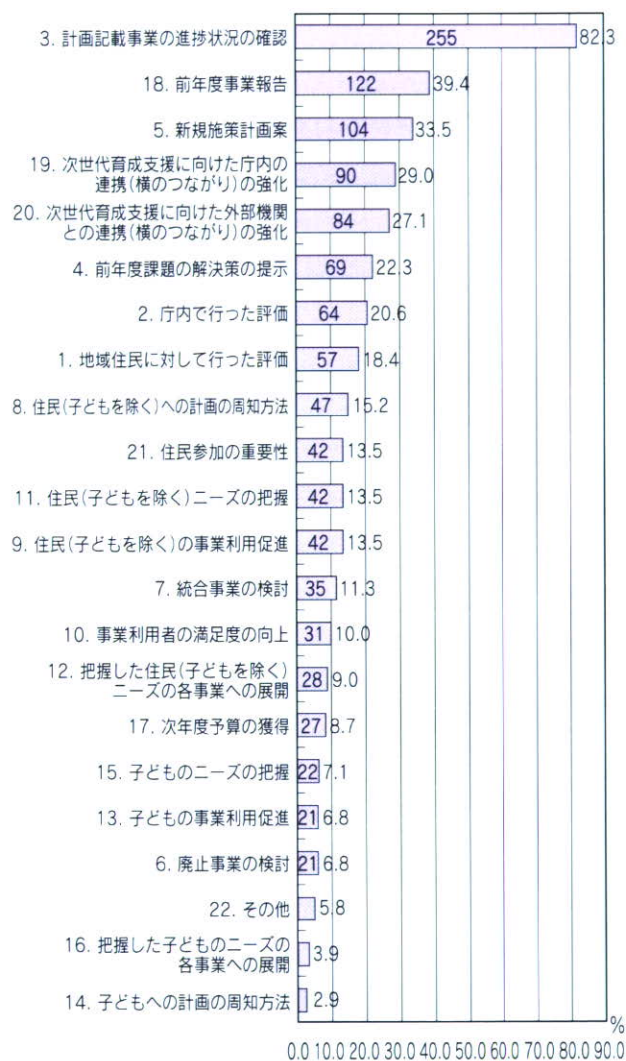 3. 計画記載事業の進捗状況の確認 255 82.3
18. 前年度事業報告 122 39.4
5. 新規施策計画案 104 33.5
19. 次世代育成支援に向けた庁内の
連携(横のつながり)の強化 90 29.0
20. 次世代育成支援に向けた外部機関
との連携(横のつながり)の強化 84 27.1
4. 前年度課題の解決策の提示 69 22.3
2. 庁内で行った評価 64 20.6
1. 地域住民に対して行った評価 57 18.4
8. 住民(子どもを除く)への計画の周知方法 47 15.2
21. 住民参加の重要性 42 13.5
11. 住民(子どもを除く)ニーズの把握 42 13.5
9. 住民(子どもを除く)の事業利用促進 42 13.5
7. 統合事業の検討 35 11.3
10. 事業利用者の満足度の向上 31 10.0
12. 把握した住民(子どもを除く)
ニーズの各事業への展開 28 9.0
17. 次年度予算の獲得 27 8.7
15. 子どものニーズの把握 22 7.1
13. 子どもの事業利用促進 21 6.8
6. 廃止事業の検討 21 6.8
22. その他 5.8
16. 把握した子どものニーズの
各事業への展開 3.9
14. 子どもへの計画の周知方法 2.9
%
0.0 10.0 20.0 30.0 40.0 50.0 60.0 70.0 80.0 90.0